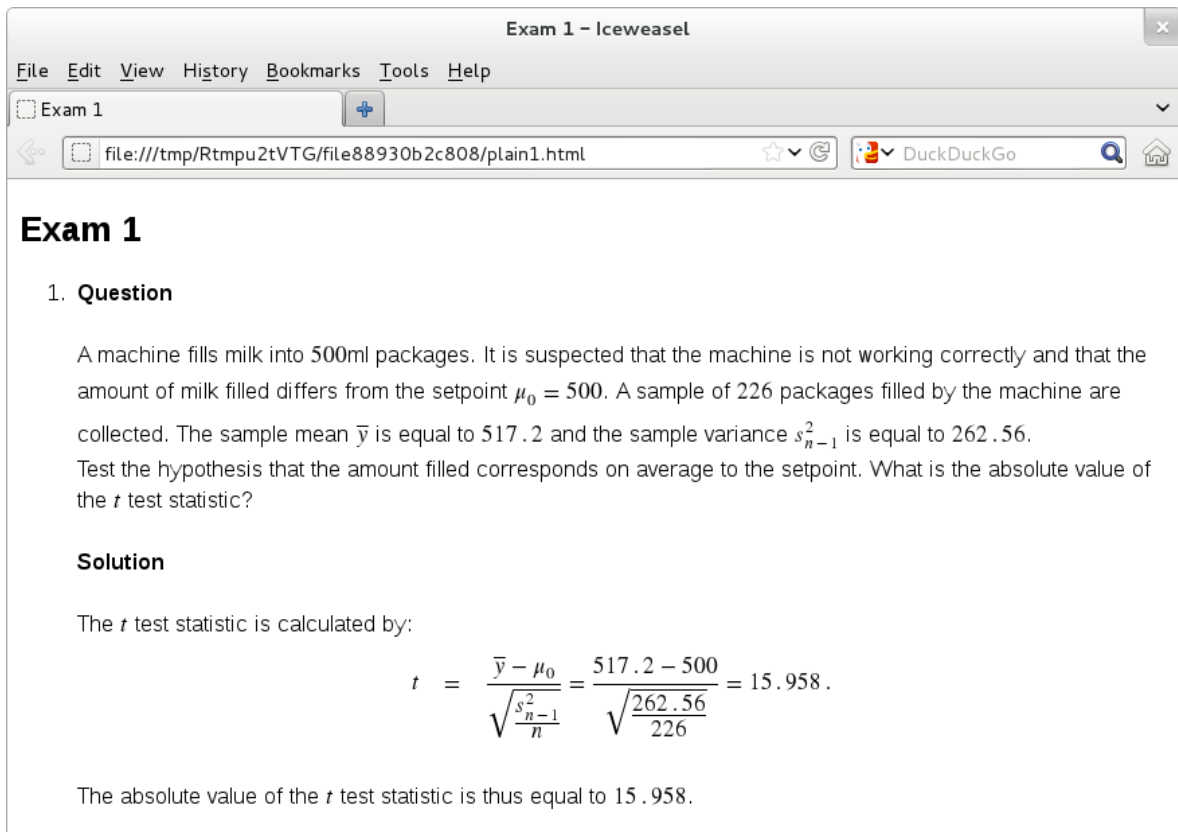 Exam 1 – Iceweasel
File Edit View History Bookmarks Tools Help
Exam 1
file:///tmp/Rtmpu2tVTG/file88930b2c808/plain1.html DuckDuckGo
Exam 1
1. Question
A machine fills milk into 500ml packages. It is suspected that the machine is not working correctly and that the
amount of milk filled differs from the setpoint μ₀ = 500. A sample of 226 packages filled by the machine are
collected. The sample mean y̅ is equal to 517.2 and the sample variance s²ₙ₋₁ is equal to 262.56.
Test the hypothesis that the amount filled corresponds on average to the setpoint. What is the absolute value of
the t test statistic?
Solution
The t test statistic is calculated by:
t = (y̅ − μ₀) / √(s²ₙ₋₁ / n) = (517.2 − 500) / √(262.56 / 226) = 15.958.
The absolute value of the t test statistic is thus equal to 15.958.